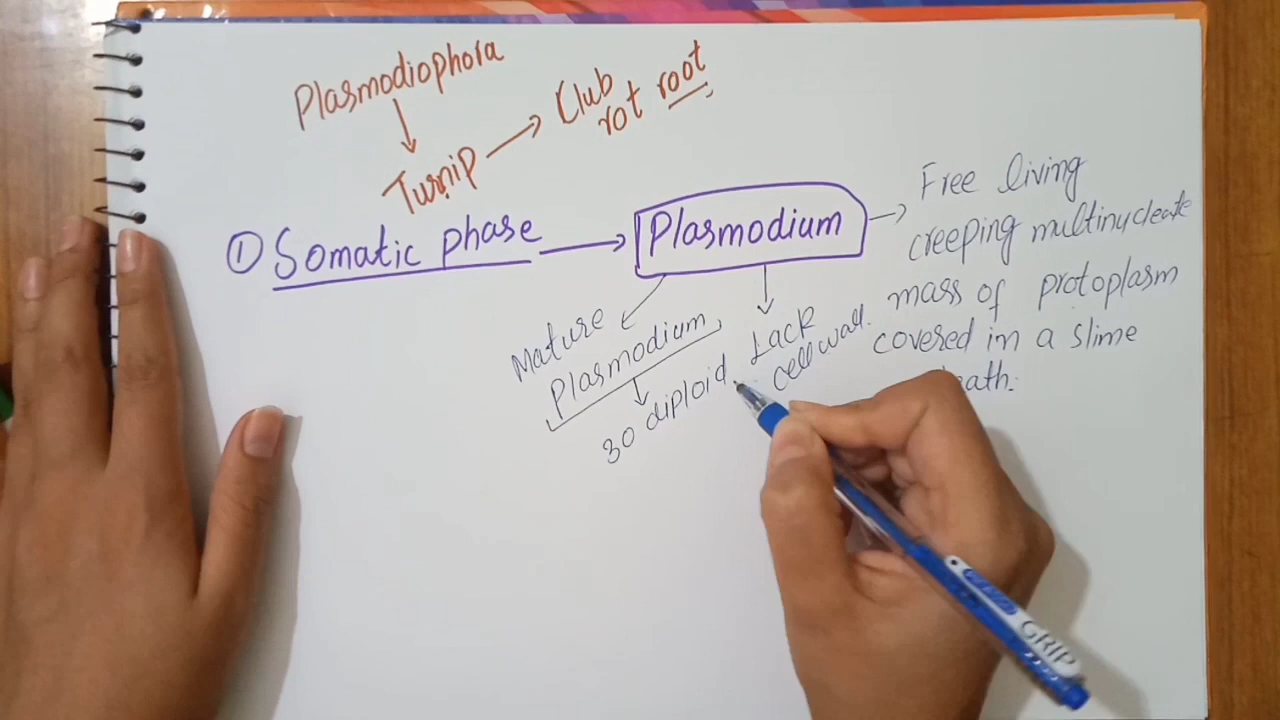 Plasmodiophora
Turnip
Club
rot root
① Somatic phase
Plasmodium
Free living
creeping multinucleate
mass of protoplasm
covered in a slime
Mature
Plasmodium
30 diploid
Lack
cell wall.
GRIP